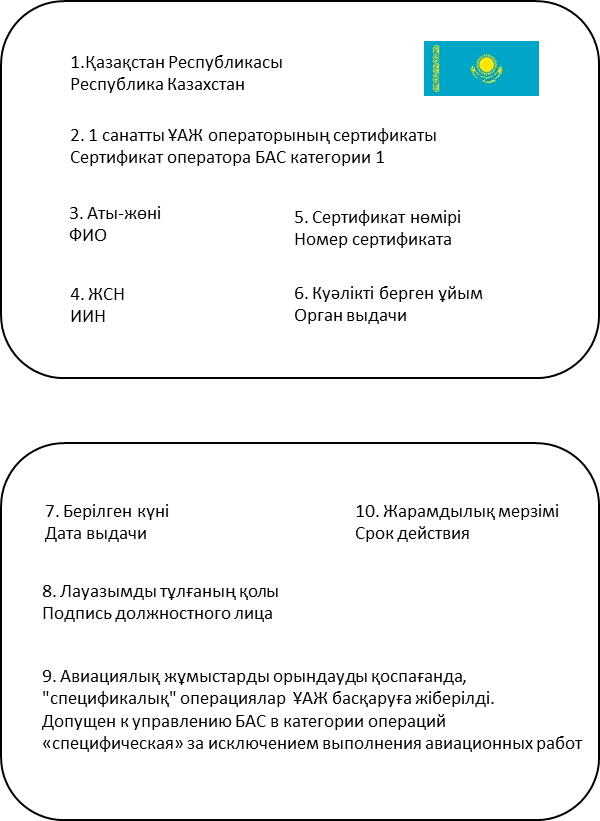 1.Қазақстан Республикасы
Республика Казахстан
2. 1 санатты ҰАЖ операторының сертификаты
Сертификат оператора БАС категории 1
3. Аты-жөні
ФИО
5. Сертификат нөмірі
Номер сертификата
4. ЖСН
ИИН
6. Куәлікті берген ұйым
Орган выдачи
7. Берілген күні
Дата выдачи
10. Жарамдылық мерзімі
Срок действия
8. Лауазымды тұлғаның қолы
Подпись должностного лица
9. Авиациялық жұмыстарды орындауды қоспағанда,
"спецификалық" операциялар ҰАЖ басқаруға жіберілді.
Допущен к управлению БАС в категории операций
«специфическая» за исключением выполнения авиационных работ